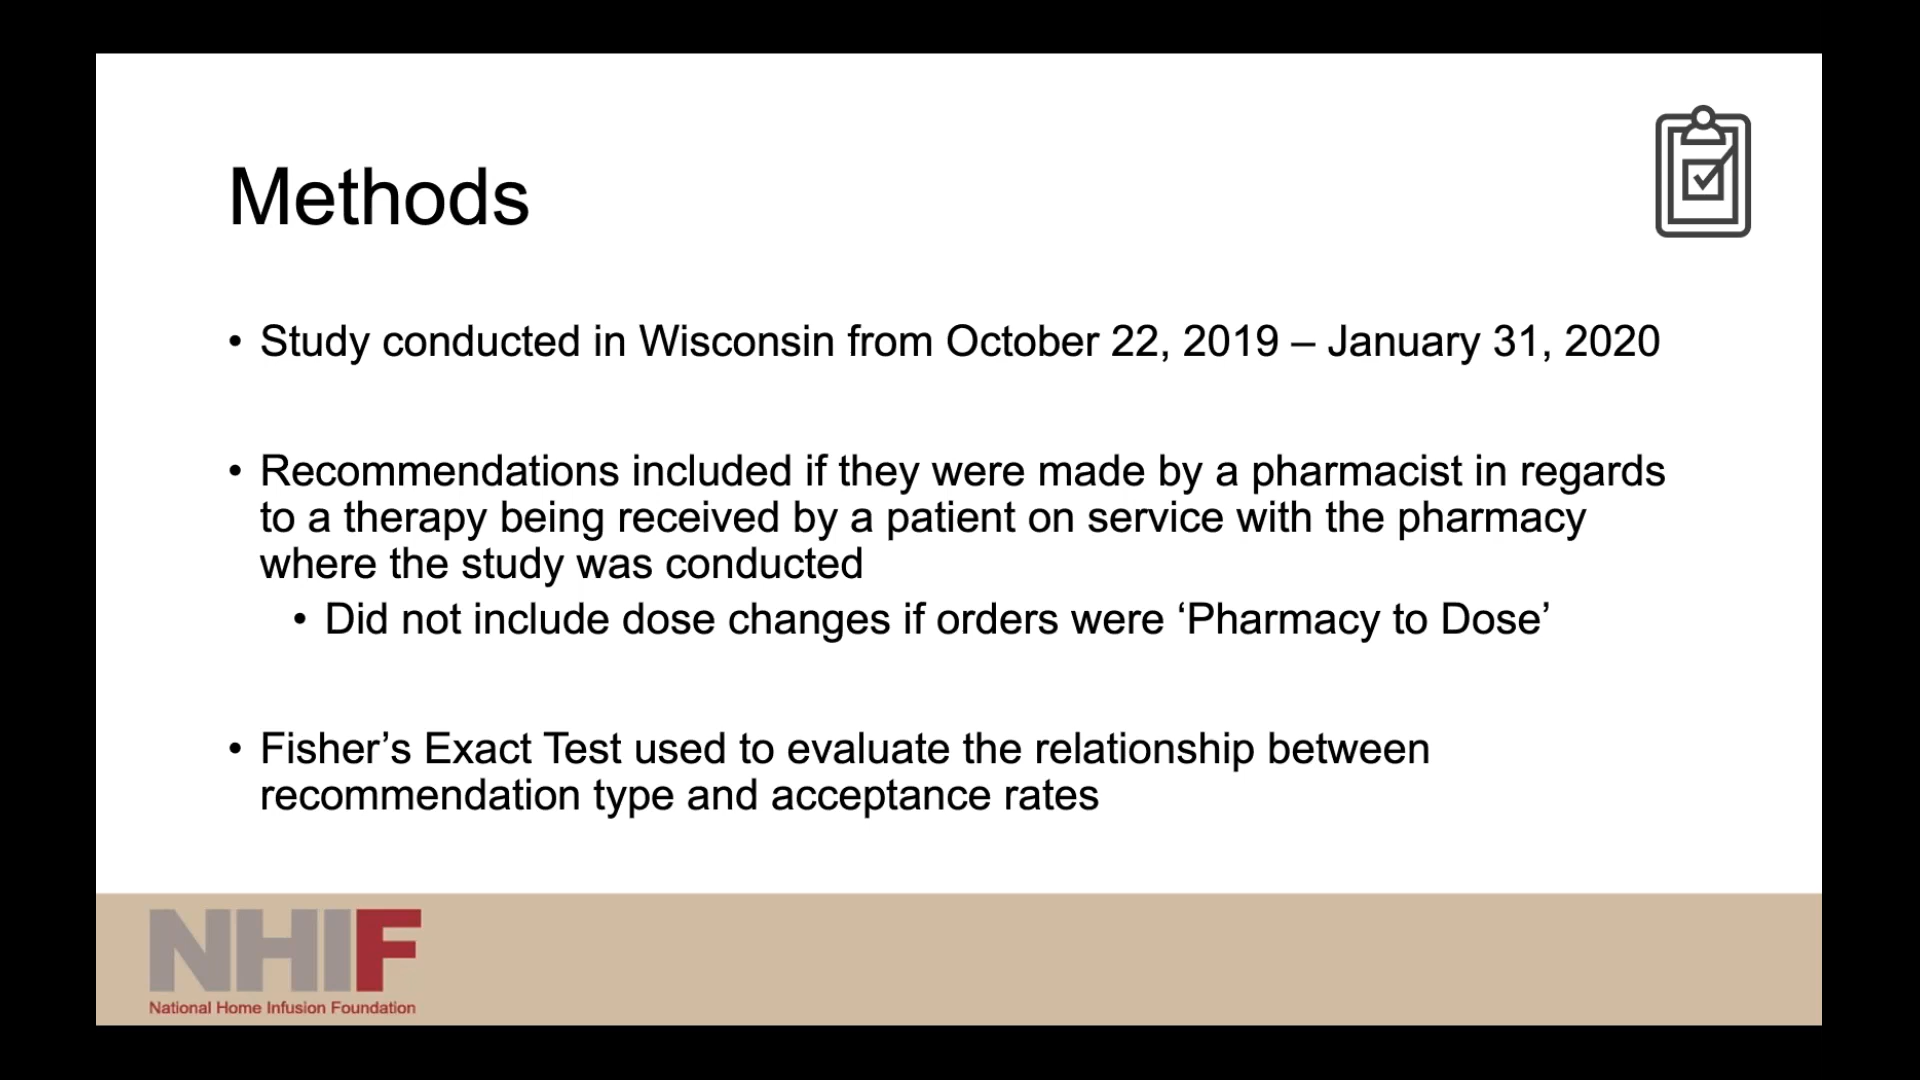 Methods
• Study conducted in Wisconsin from October 22, 2019 – January 31, 2020
• Recommendations included if they were made by a pharmacist in regards
to a therapy being received by a patient on service with the pharmacy
where the study was conducted
• Did not include dose changes if orders were ‘Pharmacy to Dose’
• Fisher’s Exact Test used to evaluate the relationship between
recommendation type and acceptance rates
NHIF
National Home Infusion Foundation